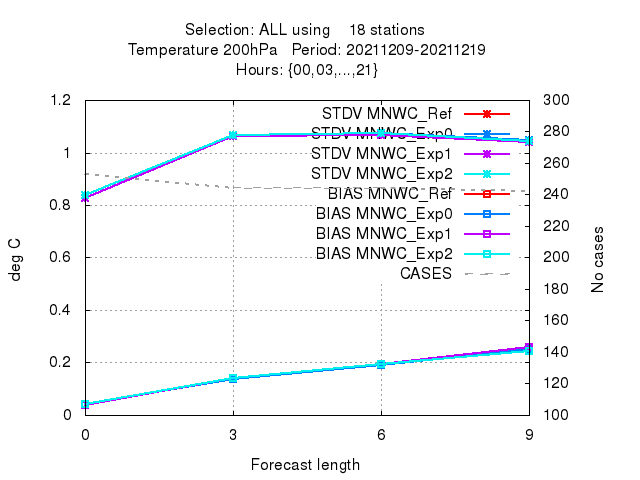 Selection: ALL using 18 stations
Temperature 200hPa Period: 20211209-20211219
Hours: {00,03,...,21}
1.2
1
0.8
0.6
0.4
0.2
0
deg C
300
280
260
240
220
200
180
160
140
120
100
No cases
STDV MNWC_Ref
STDV MNWC_Exp0
STDV MNWC_Exp1
STDV MNWC_Exp2
BIAS MNWC_Ref
BIAS MNWC_Exp0
BIAS MNWC_Exp1
BIAS MNWC_Exp2
CASES
0 3 6 9
Forecast length